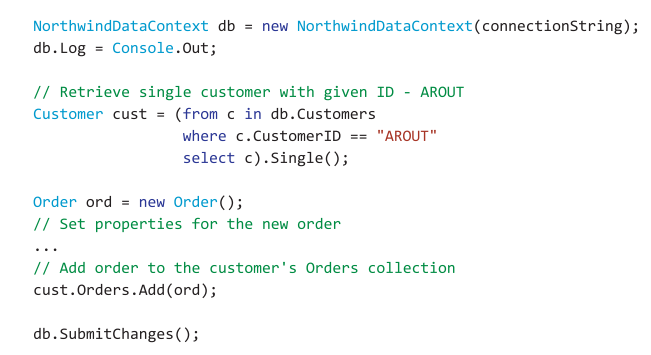 NorthwindDataContext db = new NorthwindDataContext(connectionString);
db.Log = Console.Out;

// Retrieve single customer with given ID - AROUT
Customer cust = (from c in db.Customers
                 where c.CustomerID == "AROUT"
                 select c).Single();

Order ord = new Order();
// Set properties for the new order
...
// Add order to the customer's Orders collection
cust.Orders.Add(ord);

db.SubmitChanges();